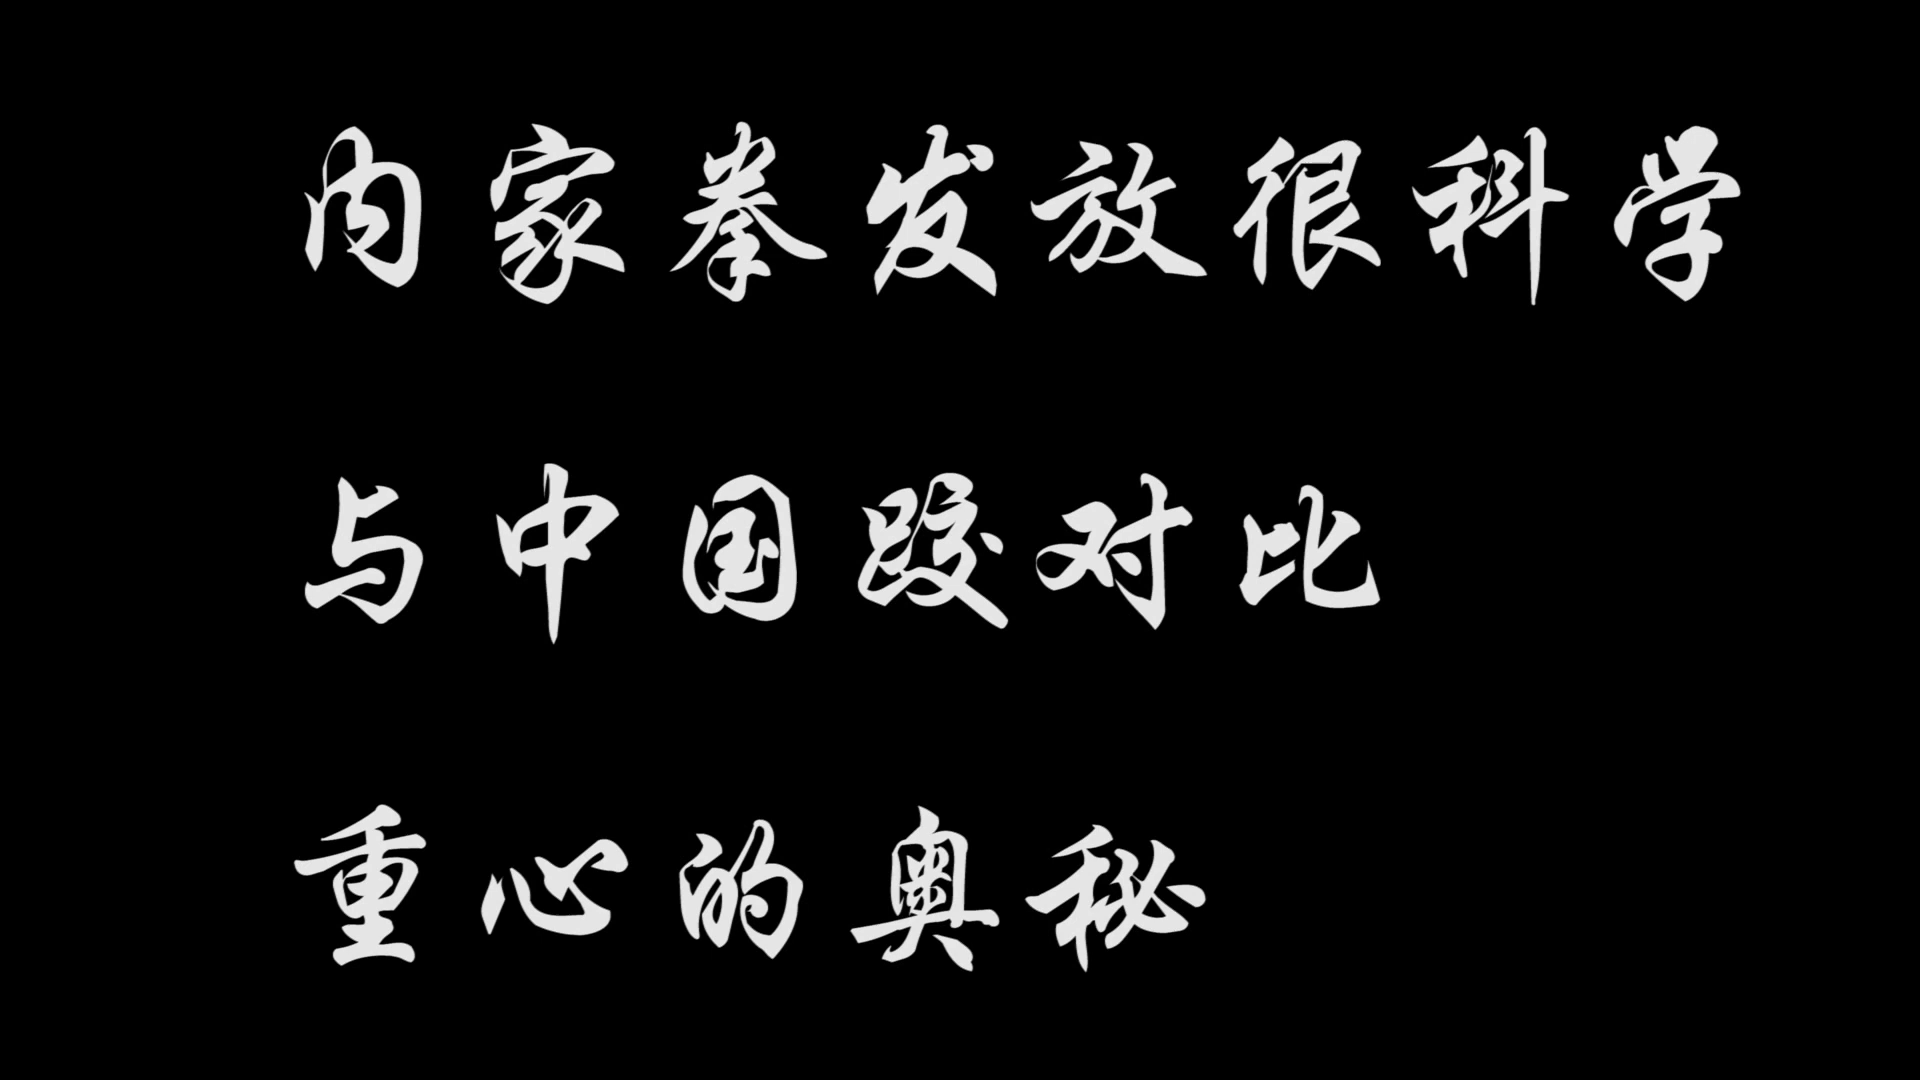 内家拳发放很科学
与中国跤对比
重心的奥秘